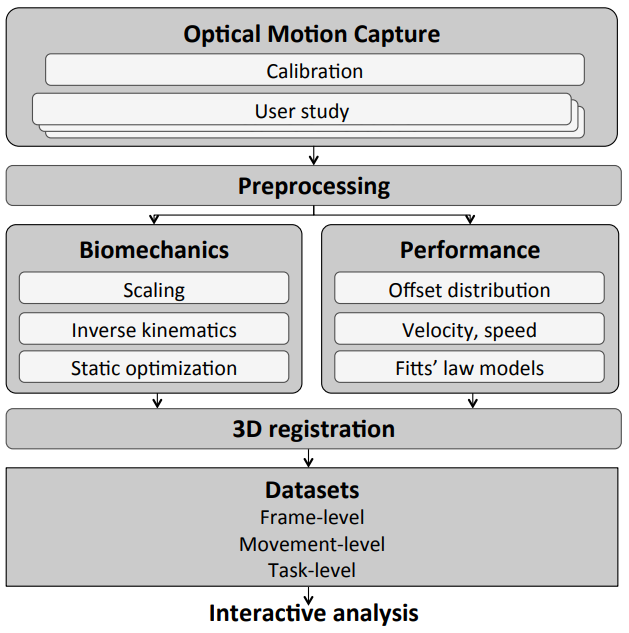 Optical Motion Capture
Calibration
User study
Preprocessing
Biomechanics
Scaling
Inverse kinematics
Static optimization
Performance
Offset distribution
Velocity, speed
Fitts’ law models
3D registration
Datasets
Frame-level
Movement-level
Task-level
Interactive analysis